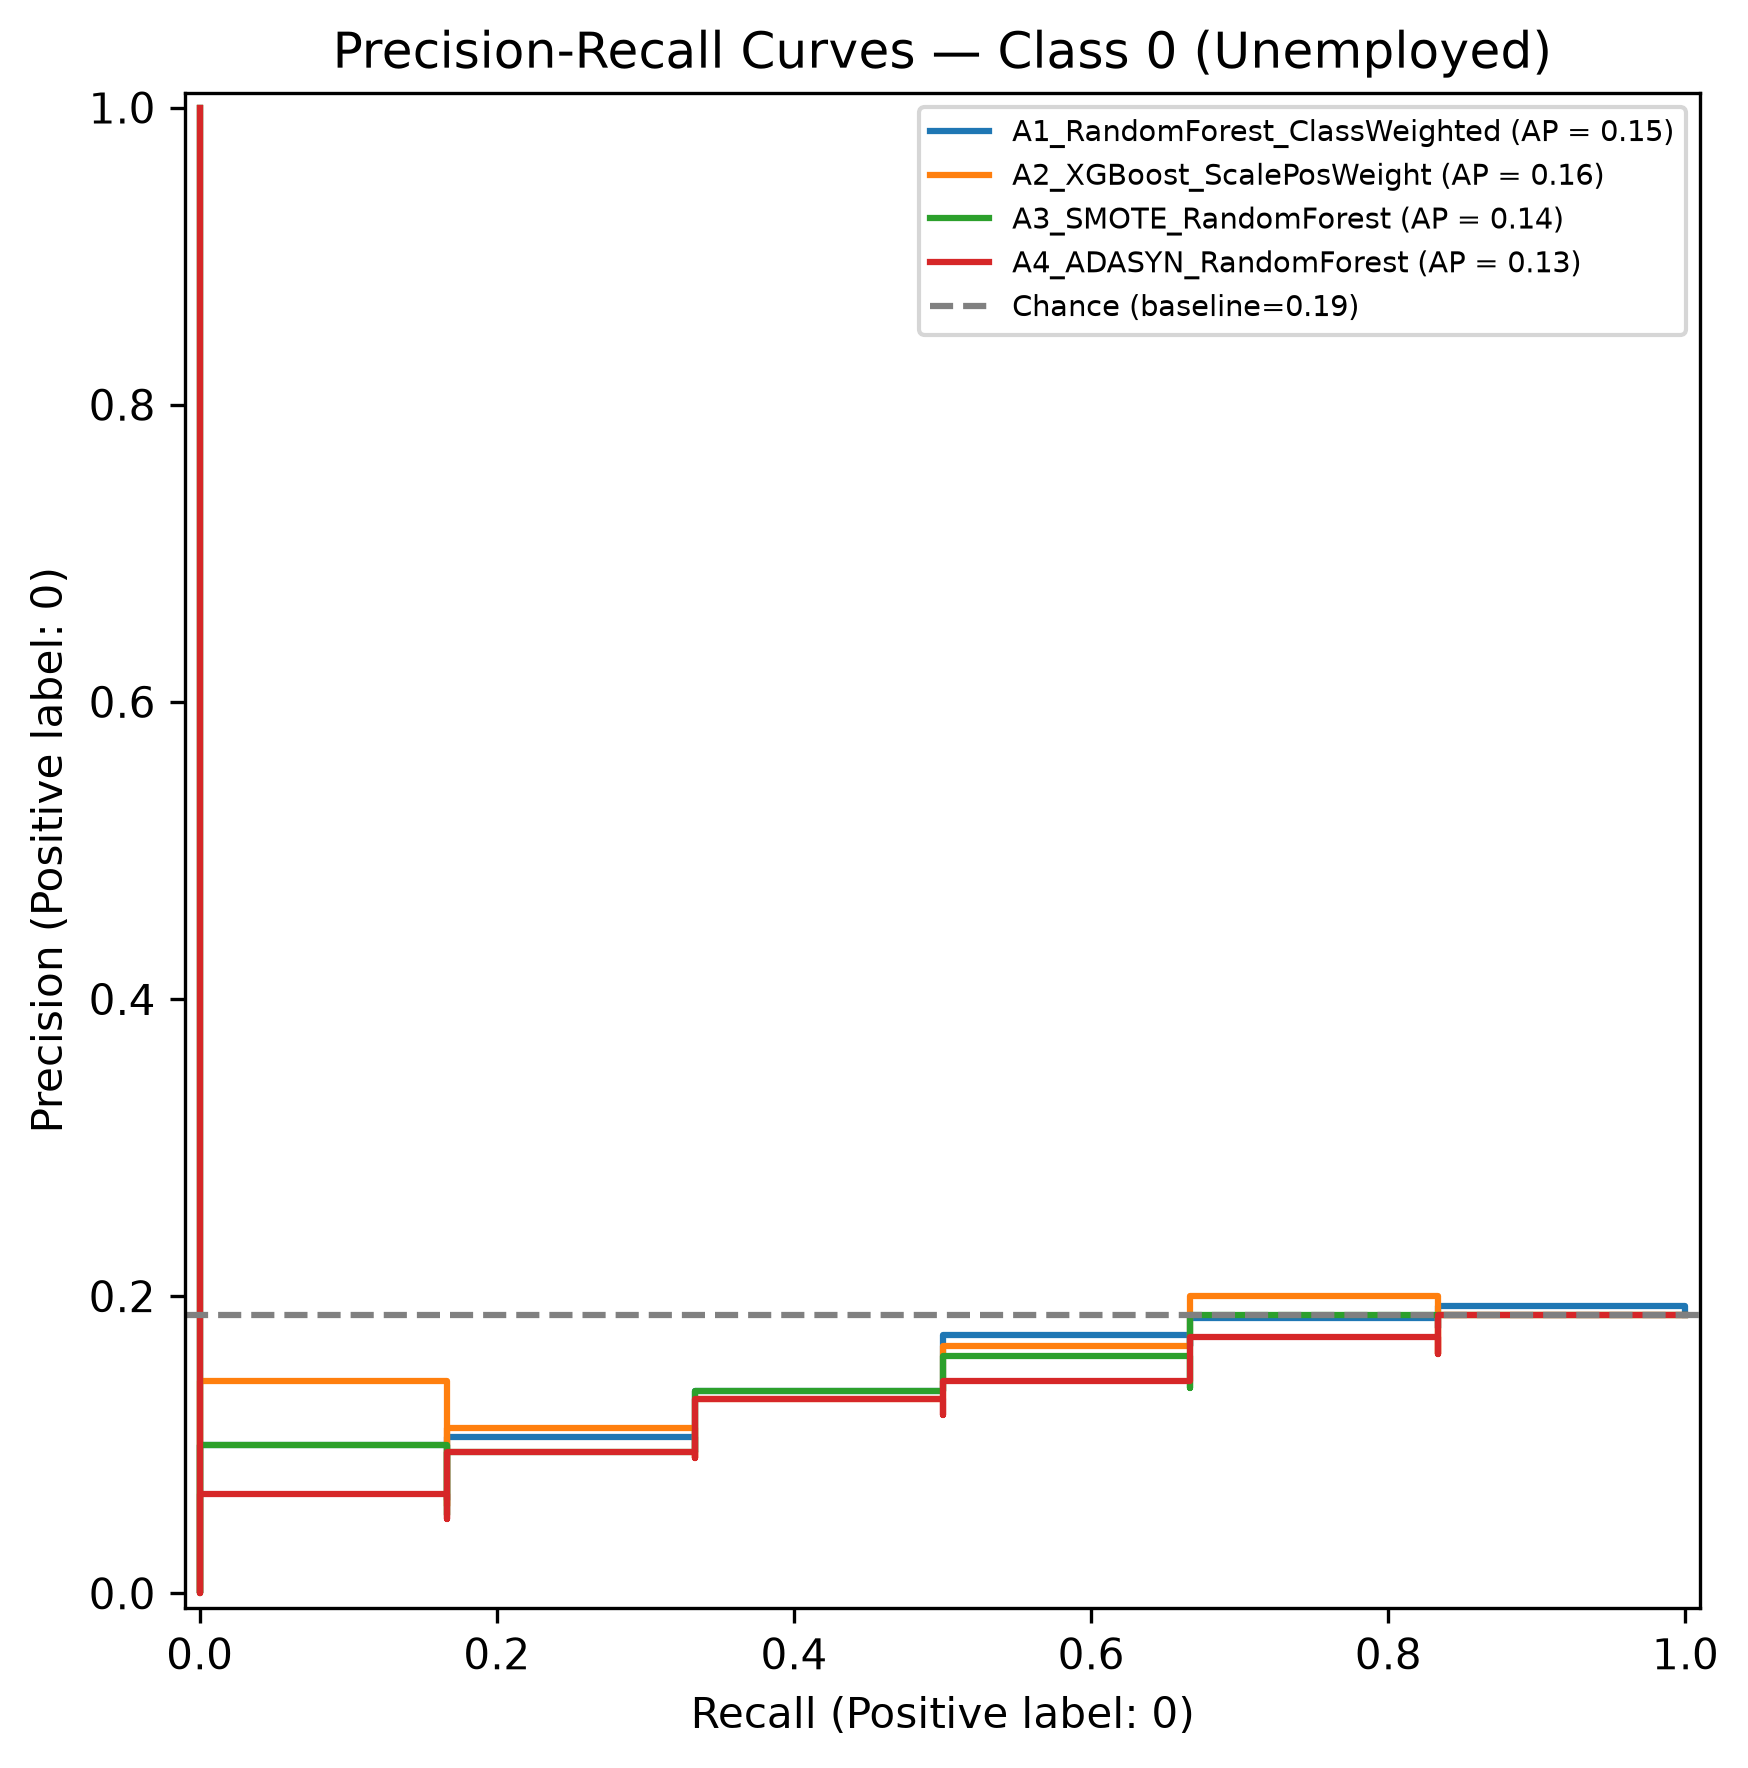 Precision-Recall Curves — Class 0 (Unemployed)
A1_RandomForest_ClassWeighted (AP = 0.15)
A2_XGBoost_ScalePosWeight (AP = 0.16)
A3_SMOTE_RandomForest (AP = 0.14)
A4_ADASYN_RandomForest (AP = 0.13)
Chance (baseline=0.19)
Precision (Positive label: 0)
1.0
0.8
0.6
0.4
0.2
0.0
0.0 0.2 0.4 0.6 0.8 1.0
Recall (Positive label: 0)